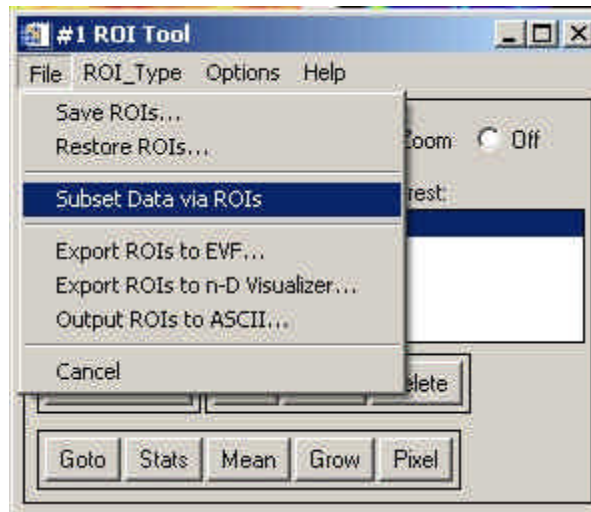 #1 ROI Tool
File ROI_Type Options Help
Save ROIs...
Restore ROIs...
Zoom Off
Subset Data via ROIs
rest:
Export ROIs to EVF...
Export ROIs to n-D Visualizer...
Output ROIs to ASCII...
Cancel
elete
Goto Stats Mean Grow Pixel